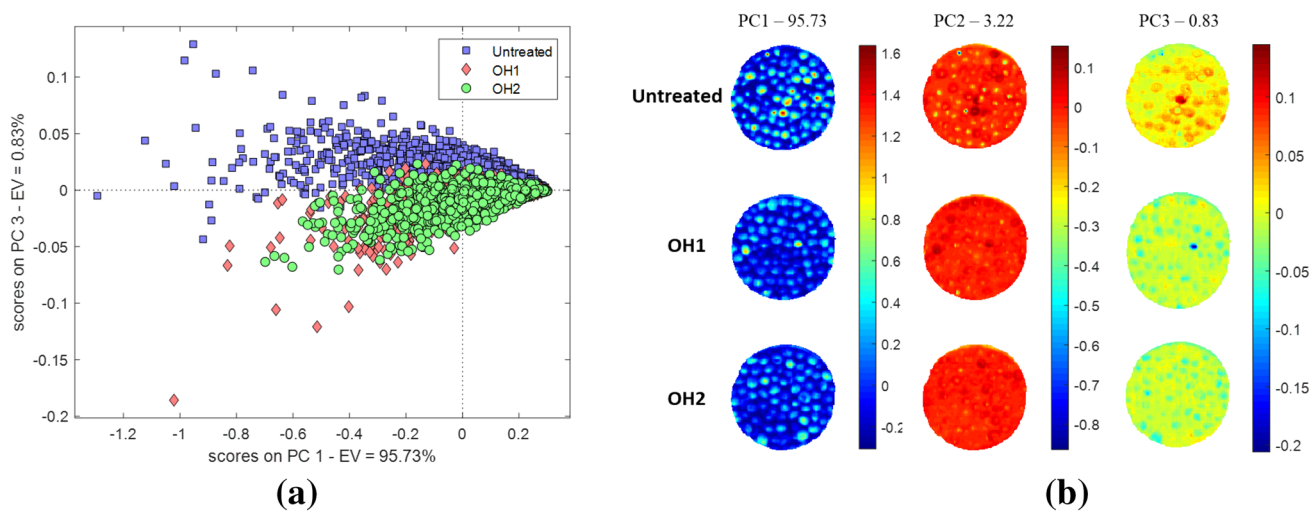 Untreated
OH1
OH2
0.1
0.05
0
-0.05
-0.1
-0.15
-0.2
scores on PC 3 - EV = 0.83%
-1.2 -1 -0.8 -0.6 -0.4 -0.2 0 0.2
scores on PC 1 - EV = 95.73%
(a)
PC1 – 95.73 PC2 – 3.22 PC3 – 0.83
Untreated
OH1
OH2
1.6
1.4
1.2
1
0.8
0.6
0.4
0.2
0
-0.2
0.1
0
-0.1
-0.2
-0.3
-0.4
-0.5
-0.6
-0.7
-0.8
0.1
0.05
0
-0.05
-0.1
-0.15
-0.2
(b)